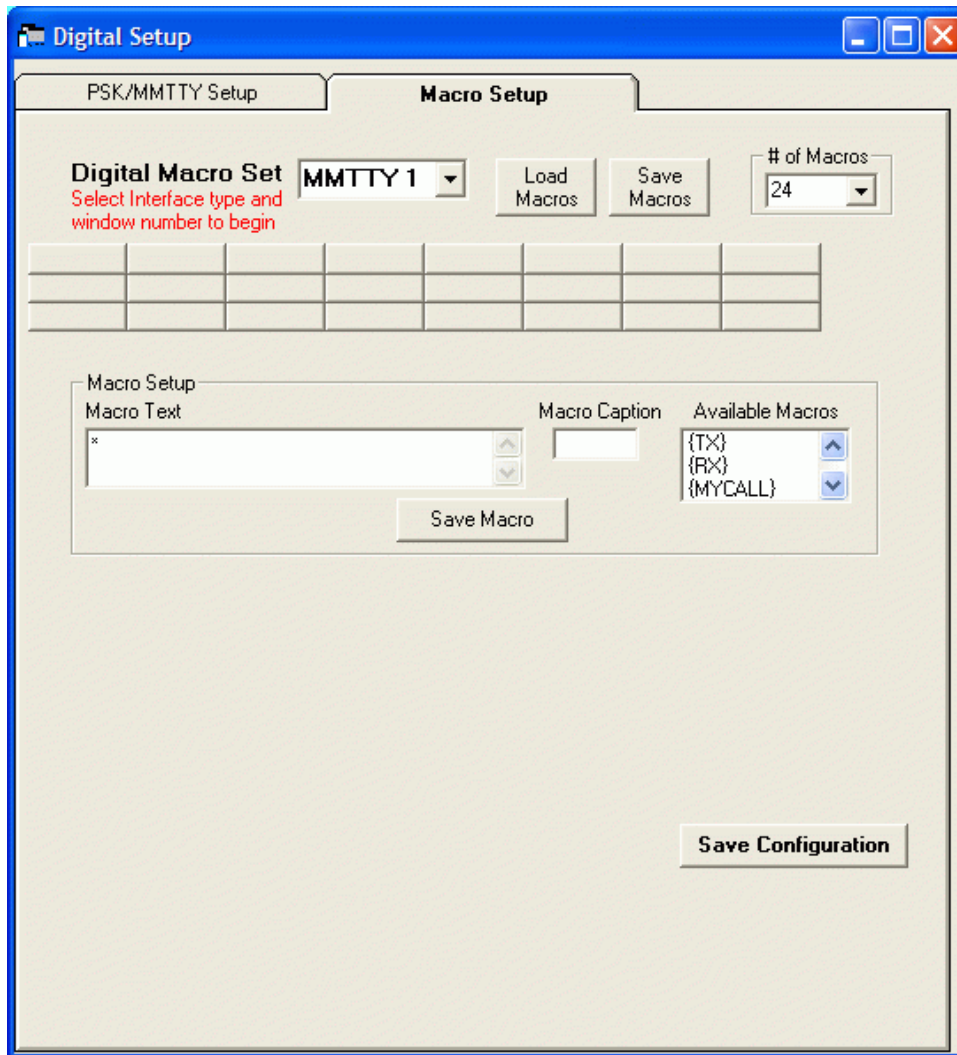 Digital Setup
PSK/MMTTY Setup
Macro Setup
Digital Macro Set
MMTTY 1
Select Interface type and
window number to begin
Load
Macros
Save
Macros
# of Macros
24
Macro Setup
Macro Text
*
Macro Caption
Available Macros
{TX}
{RX}
{MYCALL}
Save Macro
Save Configuration